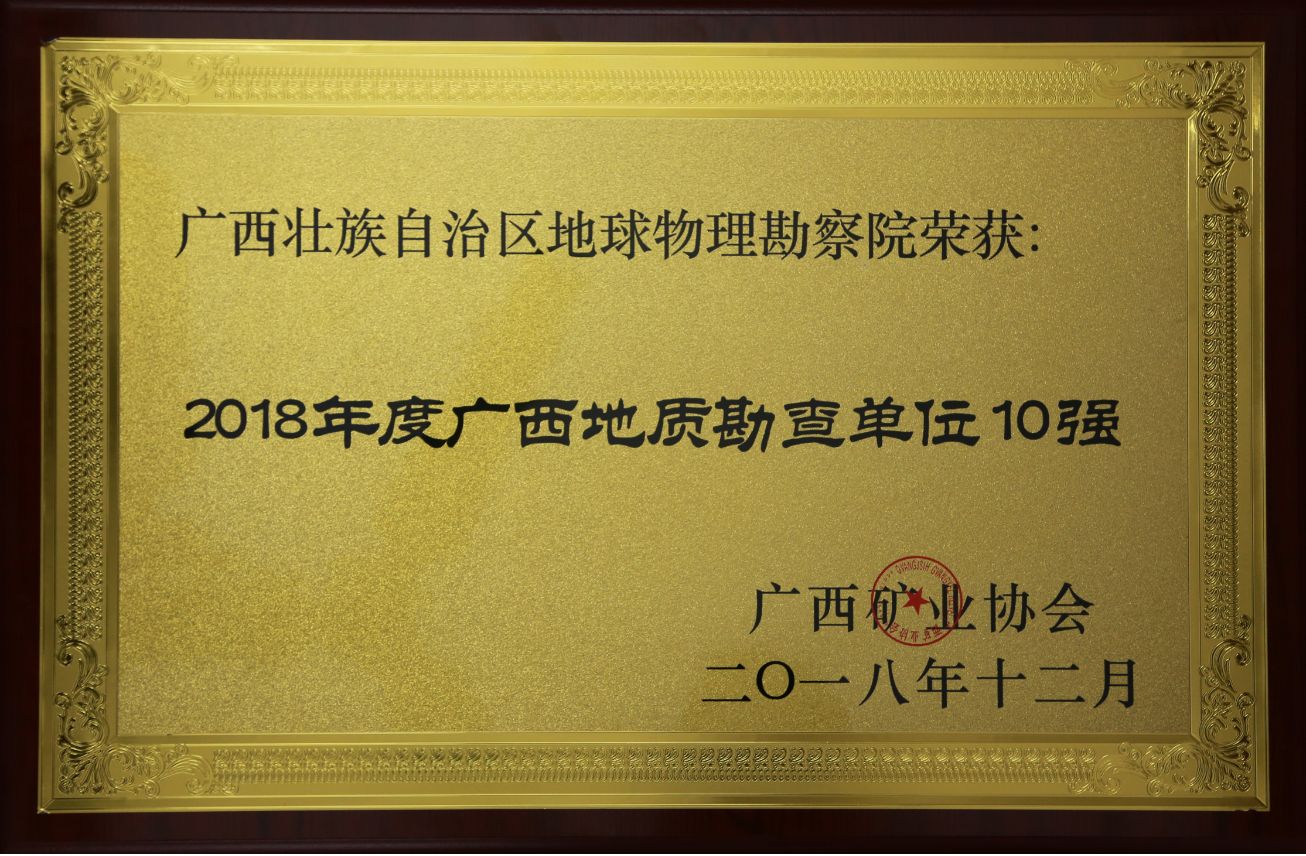 广西壮族自治区地球物理勘察院荣获：
2018年度广西地质勘查单位10强
广西矿业协会
二〇一八年十二月